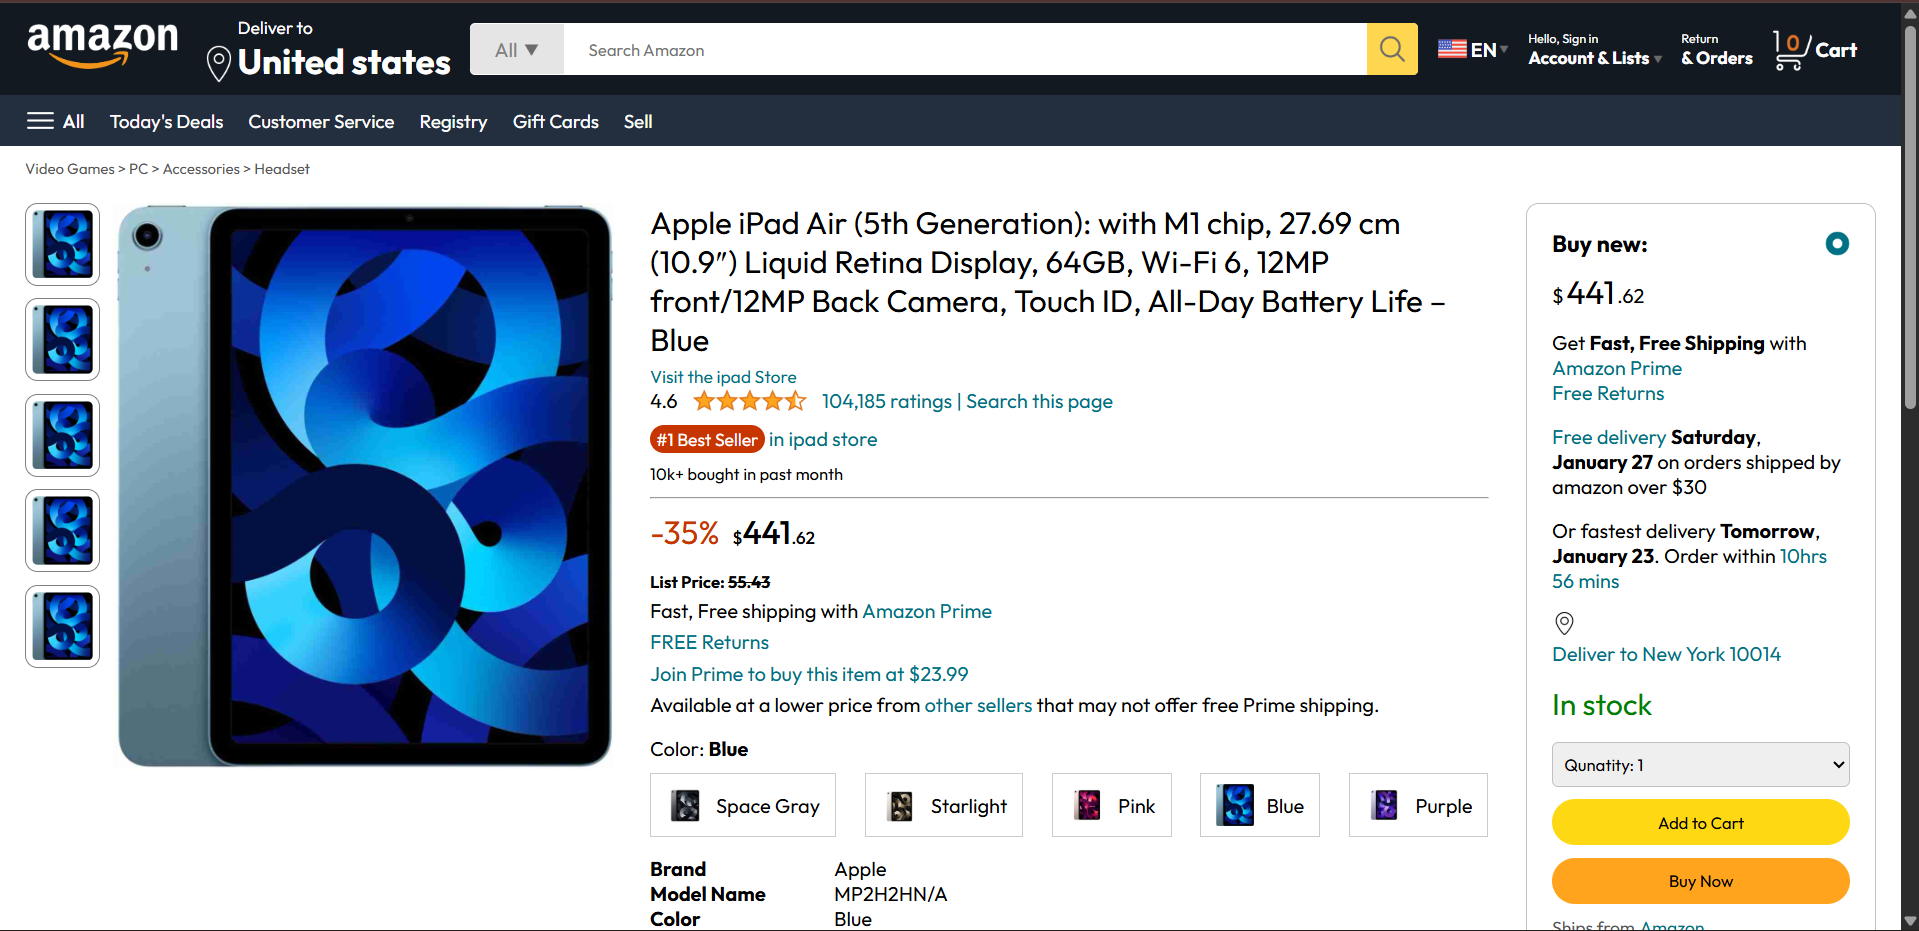 amazon
Deliver to
United states
All ▼
Search Amazon
EN
Hello, Sign in
Account & Lists
Return
& Orders
0
Cart
All
Today's Deals
Customer Service
Registry
Gift Cards
Sell
Video Games > PC > Accessories > Headset
Apple iPad Air (5th Generation): with M1 chip, 27.69 cm
(10.9″) Liquid Retina Display, 64GB, Wi-Fi 6, 12MP
front/12MP Back Camera, Touch ID, All-Day Battery Life –
Blue
Visit the ipad Store
4.6
104,185 ratings | Search this page
#1 Best Seller in ipad store
10k+ bought in past month
-35% $441.62
List Price: 55.43
Fast, Free shipping with Amazon Prime
FREE Returns
Join Prime to buy this item at $23.99
Available at a lower price from other sellers that may not offer free Prime shipping.
Color: Blue
Space Gray
Starlight
Pink
Blue
Purple
Brand Apple
Model Name MP2H2HN/A
Color Blue
Buy new:
$441.62
Get Fast, Free Shipping with
Amazon Prime
Free Returns
Free delivery Saturday,
January 27 on orders shipped by
amazon over $30
Or fastest delivery Tomorrow,
January 23. Order within 10hrs
56 mins
Deliver to New York 10014
In stock
Qunatity: 1
Add to Cart
Buy Now
Ships from Amazon